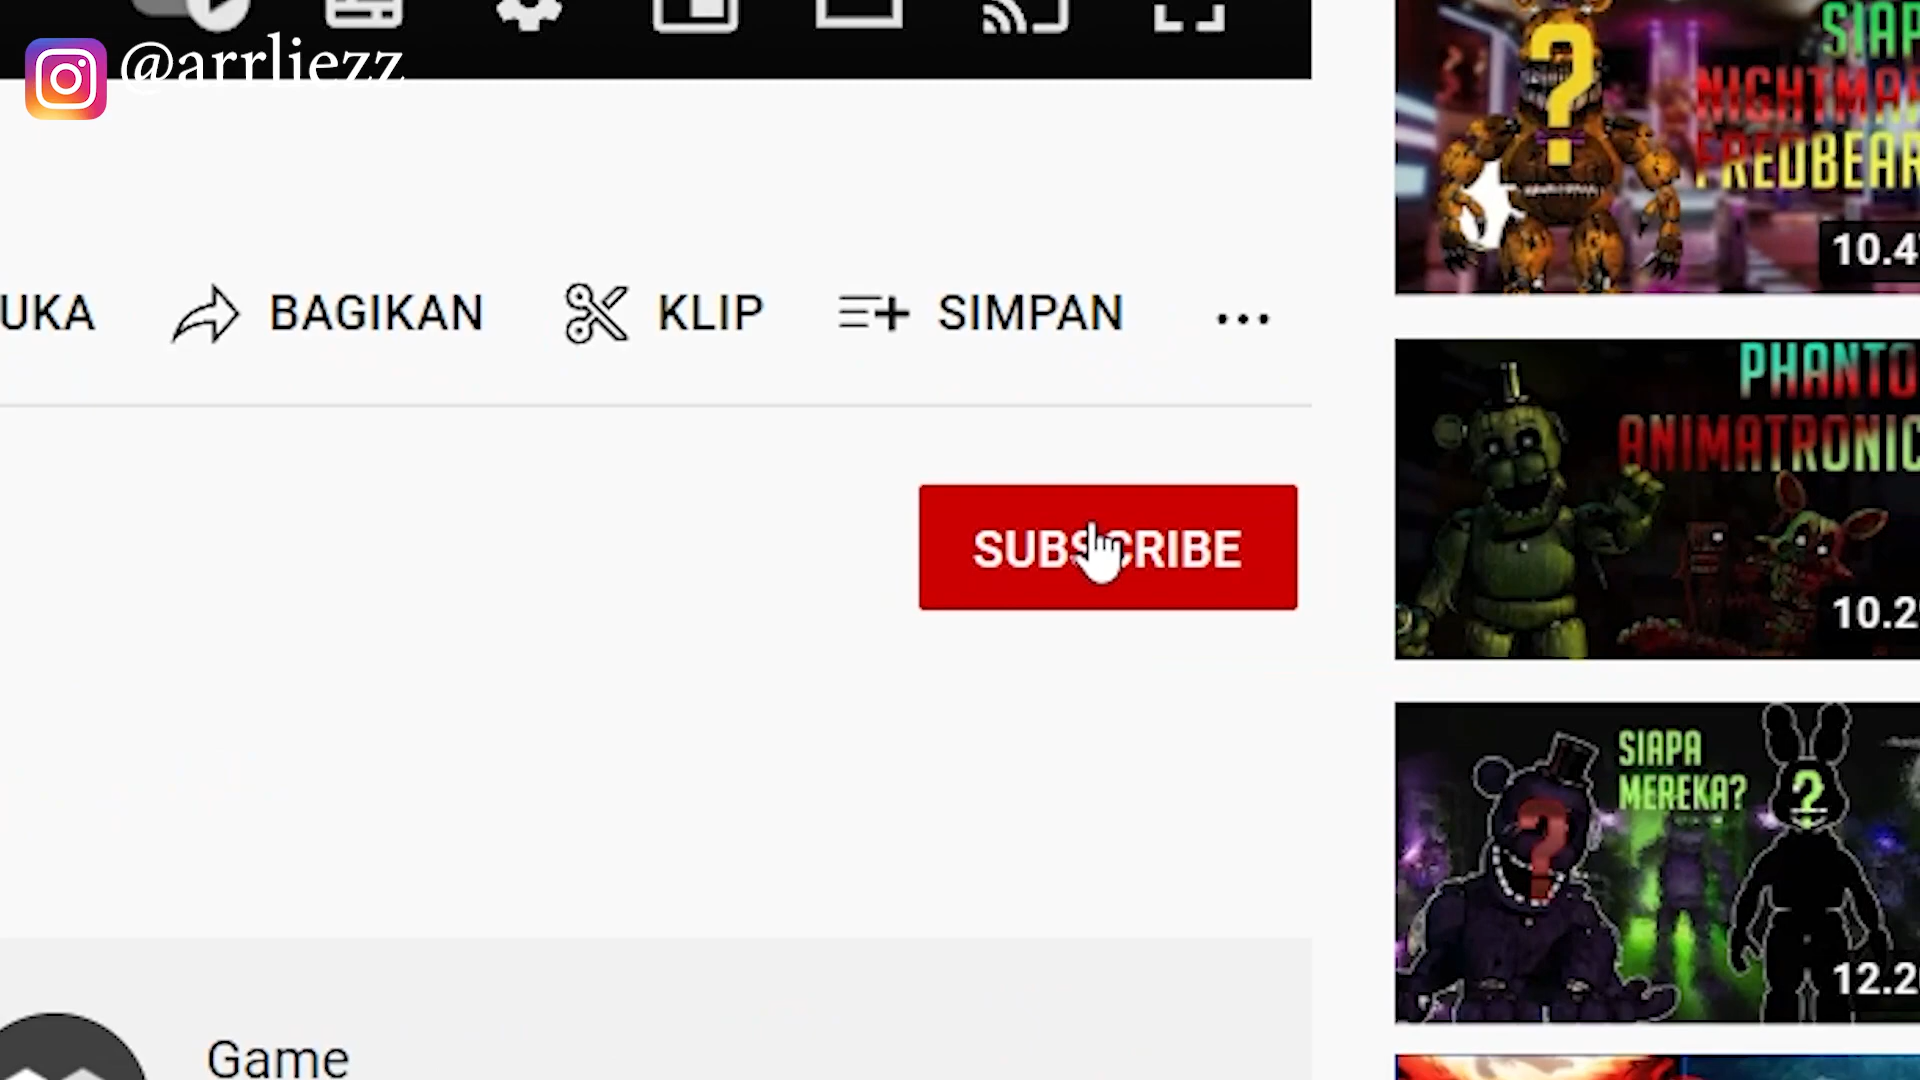 @arrliezz
UKA BAGIKAN KLIP SIMPAN
SUBSCRIBE
Game
SIAP
NIGHTMAR
FREDBEAR
10.4
PHANTO
ANIMATRONIC
10.2
SIAPA
MEREKA?
12.2